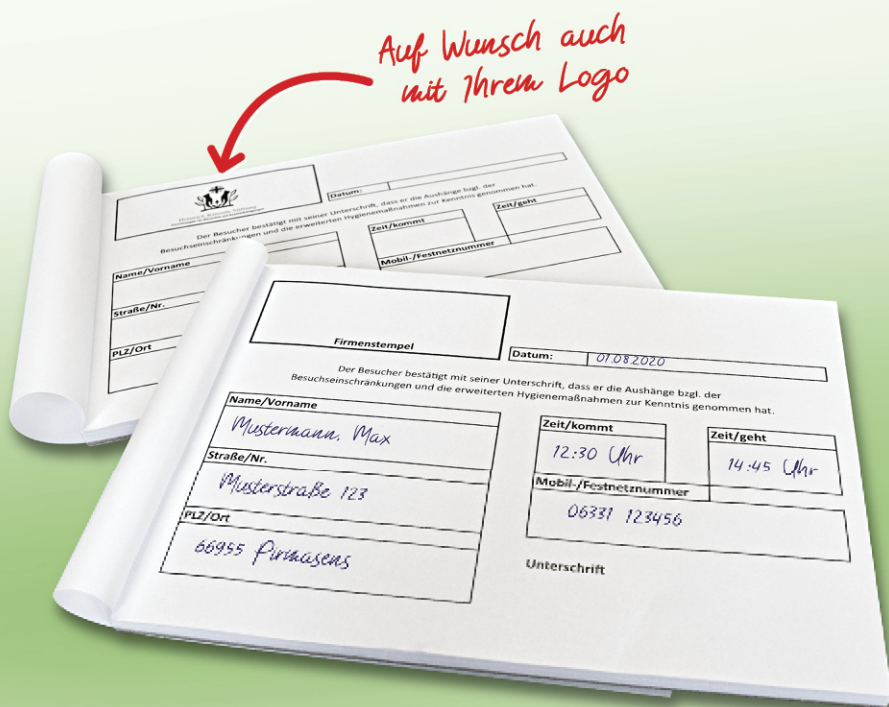 Auf Wunsch auch
mit Ihrem Logo
Datum:
Der Besucher bestätigt mit seiner Unterschrift, dass er die Aushänge bzgl. der
Besuchseinschränkungen und die erweiterten Hygienemaßnahmen zur Kenntnis genommen hat.
Name/Vorname
Zeit/kommt
Zeit/geht
Straße/Nr.
Mobil-/Festnetznummer
PLZ/Ort
Firmenstempel
Datum: 01.08.2020
Der Besucher bestätigt mit seiner Unterschrift, dass er die Aushänge bzgl. der
Besuchseinschränkungen und die erweiterten Hygienemaßnahmen zur Kenntnis genommen hat.
Name/Vorname
Mustermann, Max
Straße/Nr.
Musterstraße 123
PLZ/Ort
66955 Pirmasens
Zeit/kommt
12:30 Uhr
Zeit/geht
14:45 Uhr
Mobil-/Festnetznummer
06331 123456
Unterschrift